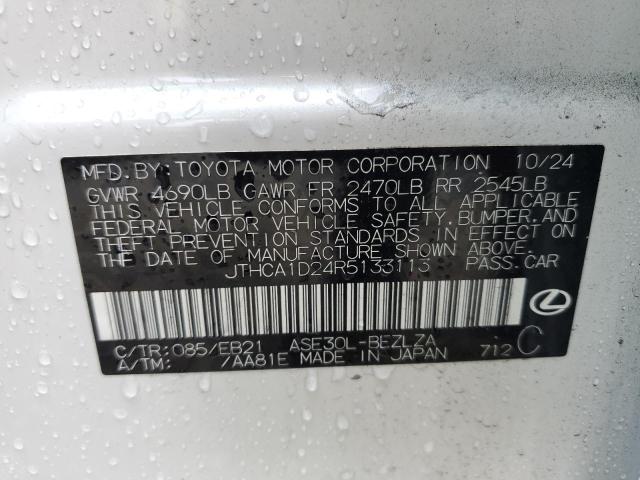 MFD. BY: TOYOTA MOTOR CORPORATION 10/24
GVWR 4690LB GAWR FR 2470LB RR 2545LB
THIS VEHICLE CONFORMS TO ALL APPLICABLE
FEDERAL MOTOR VEHICLE SAFETY, BUMPER, AND
THEFT PREVENTION STANDARDS IN EFFECT ON
THE DATE OF MANUFACTURE SHOWN ABOVE.
JTHCA1D24R5133113 PASS.CAR
C/TR: 085/EB21 ASE30L-BEZLZA
A/TM: /AA81E MADE IN JAPAN 712 C